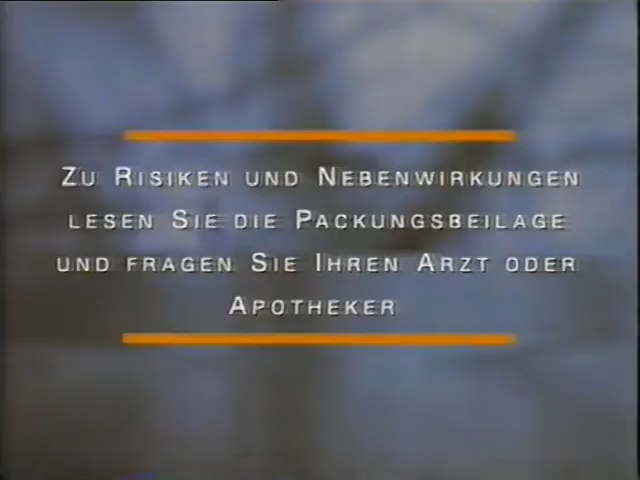 Zu Risiken und Nebenwirkungen
lesen Sie die Packungsbeilage
und fragen Sie Ihren Arzt oder
Apotheker